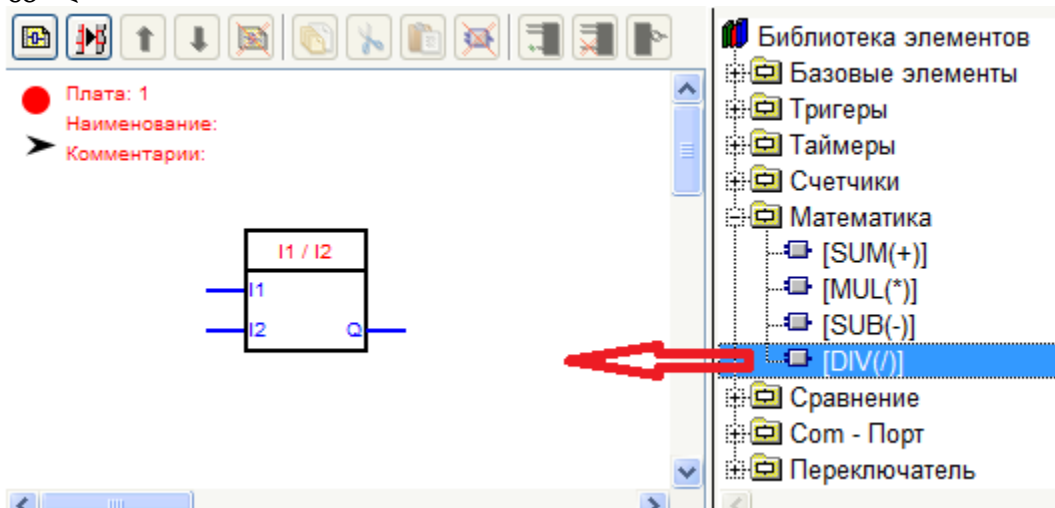 Плата: 1
Наименование:
Комментарии:
I1 / I2
I1
I2 Q
Библиотека элементов
Базовые элементы
Тригеры
Таймеры
Счетчики
Математика
[SUM(+)]
[MUL(*)]
[SUB(-)]
[DIV(/)]
Сравнение
Com - Порт
Переключатель